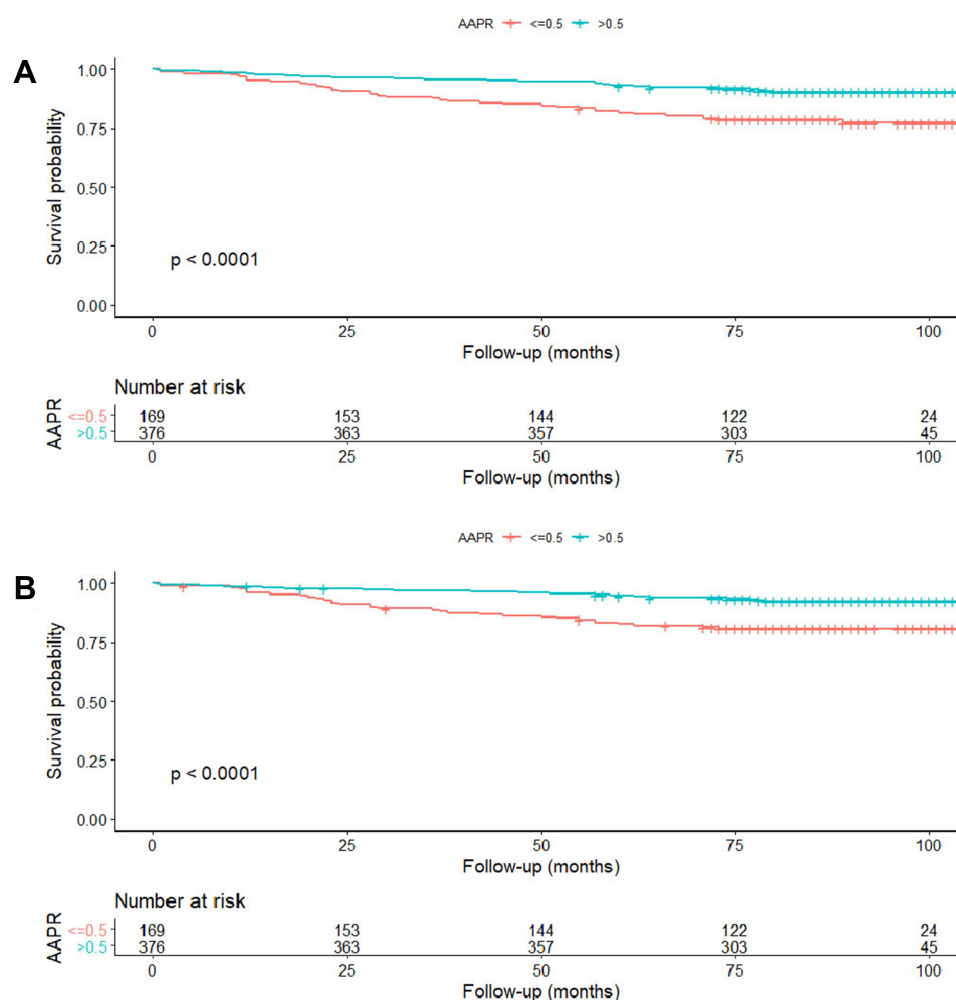 AAPR <=0.5 >0.5
A
1.00
0.75
0.50
0.25
0.00
Survival probability
p < 0.0001
0 25 50 75 100
Follow-up (months)
Number at risk
AAPR
<=0.5 169 153 144 122 24
>0.5 376 363 357 303 45
0 25 50 75 100
Follow-up (months)
AAPR <=0.5 >0.5
B
1.00
0.75
0.50
0.25
0.00
Survival probability
p < 0.0001
0 25 50 75 100
Follow-up (months)
Number at risk
AAPR
<=0.5 169 153 144 122 24
>0.5 376 363 357 303 45
0 25 50 75 100
Follow-up (months)